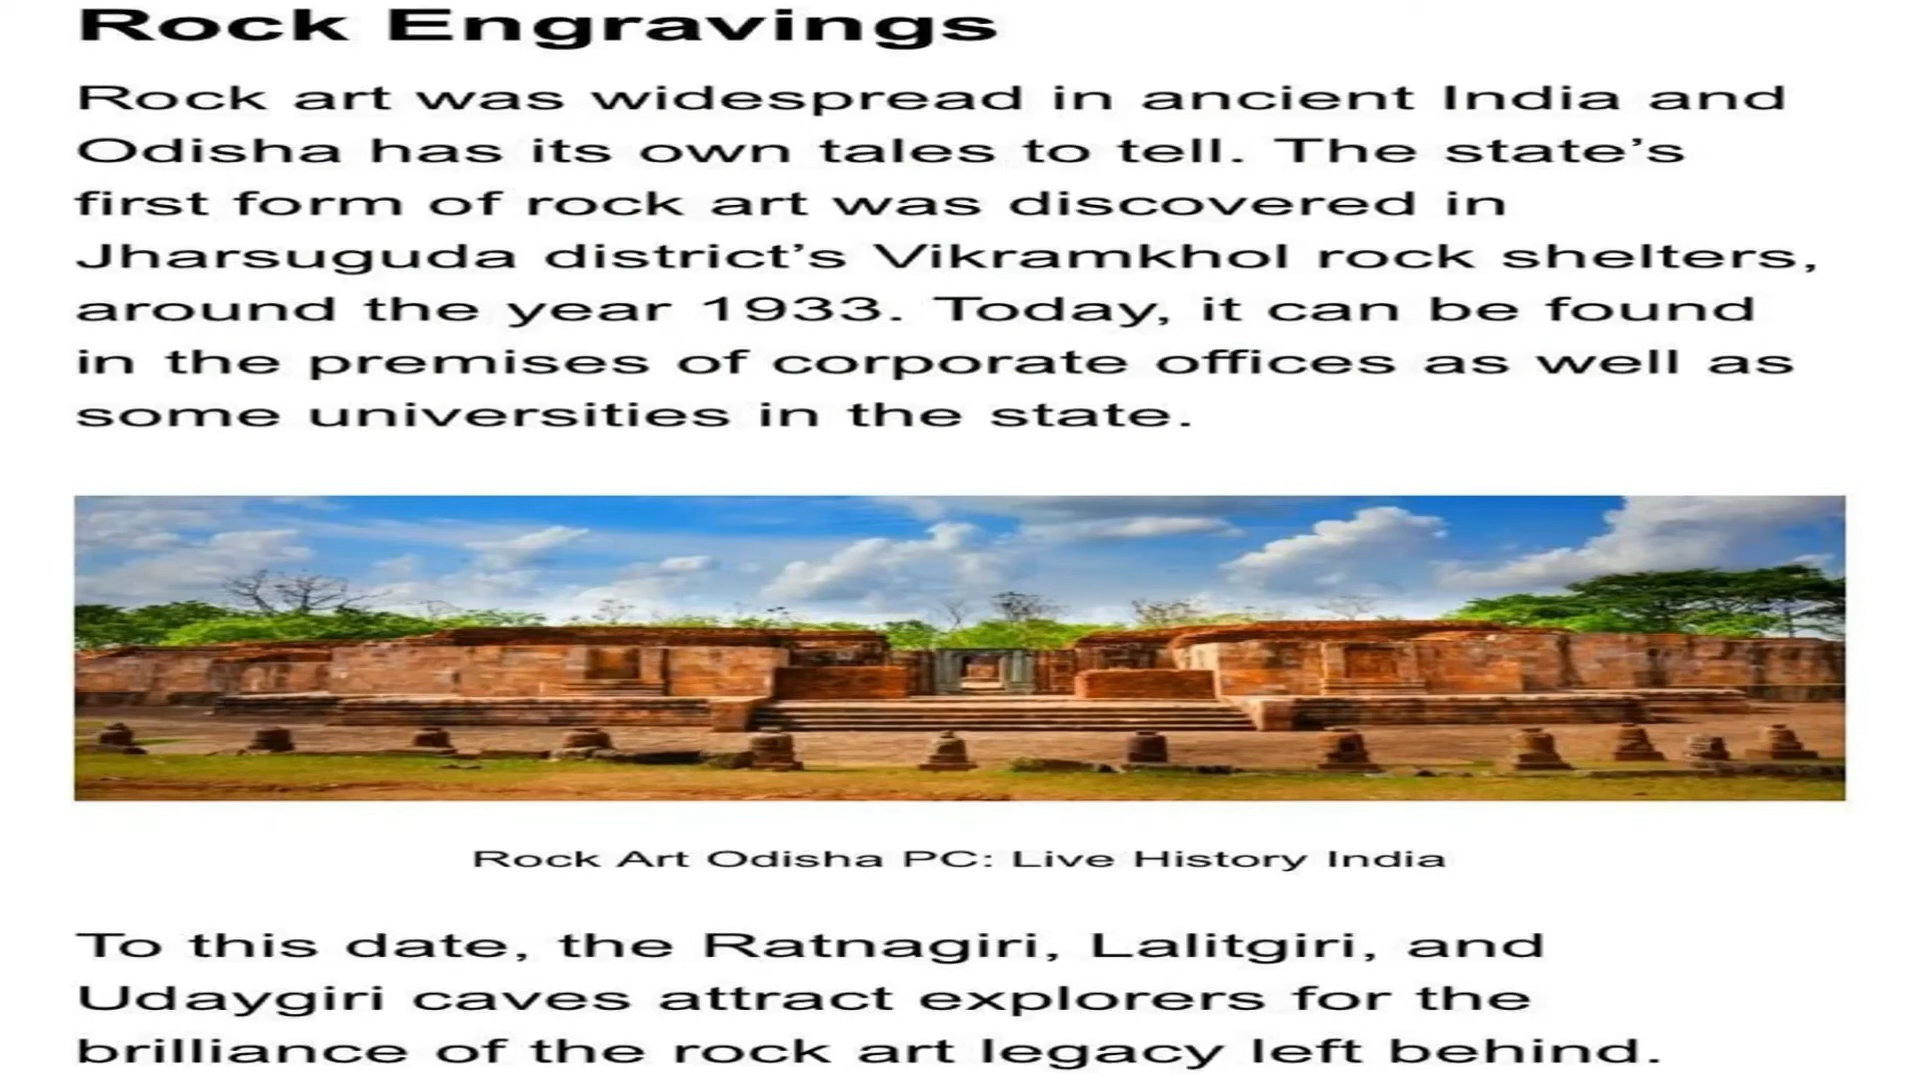 Rock Engravings
Rock art was widespread in ancient India and
Odisha has its own tales to tell. The state’s
first form of rock art was discovered in
Jharsuguda district’s Vikramkhol rock shelters,
around the year 1933. Today, it can be found
in the premises of corporate offices as well as
some universities in the state.
Rock Art Odisha PC: Live History India
To this date, the Ratnagiri, Lalitgiri, and
Udaygiri caves attract explorers for the
brilliance of the rock art legacy left behind.